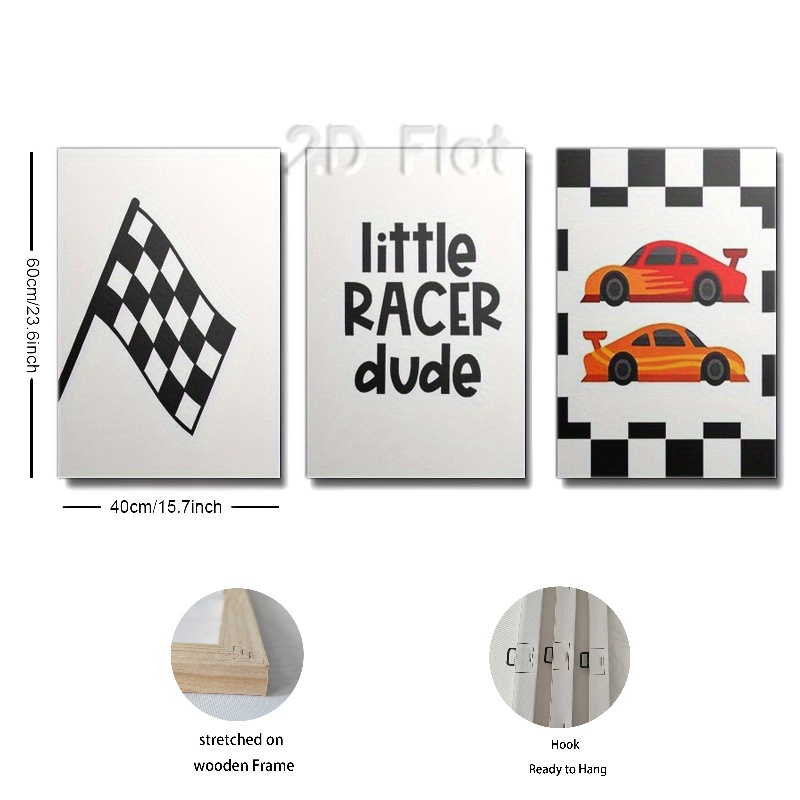 2D Flat
60cm/23.6inch
little
RACER
dude
40cm/15.7inch
stretched on
wooden Frame
Hook
Ready to Hang